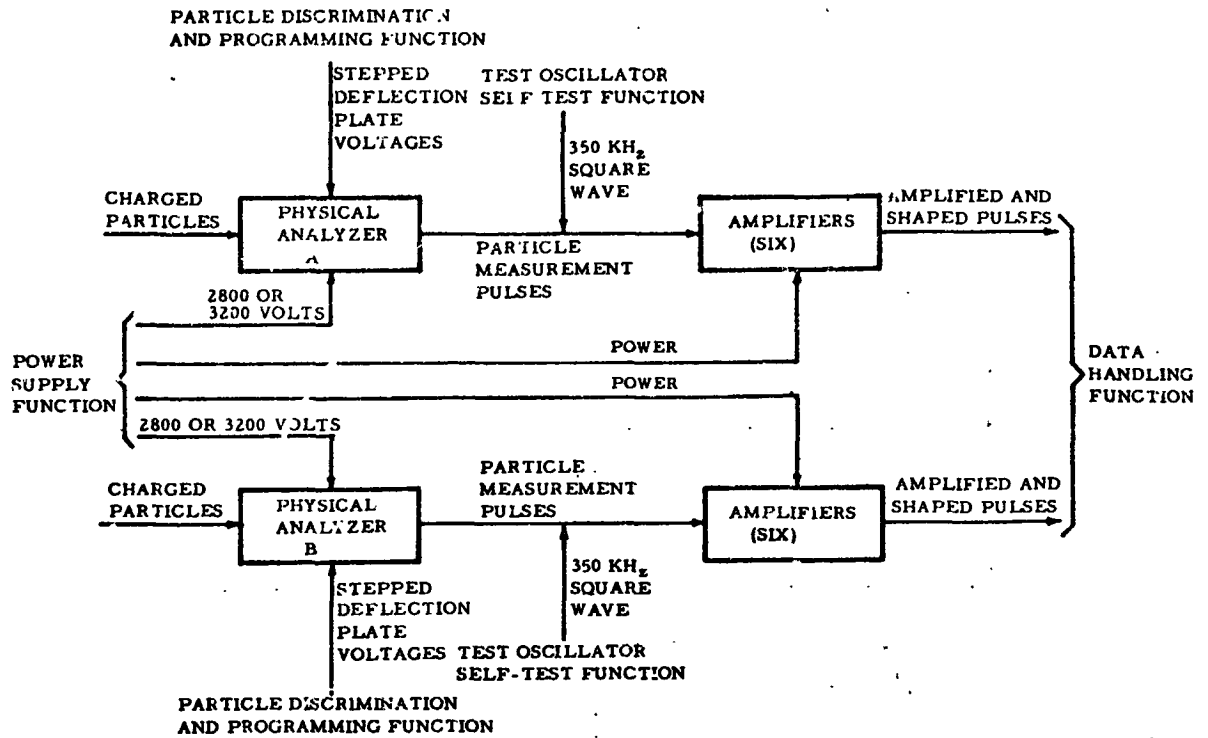 PARTICLE DISCRIMINATION
AND PROGRAMMING FUNCTION
STEPPED
DEFLECTION
PLATE
VOLTAGES
TEST OSCILLATOR
SELF TEST FUNCTION
350 KHz
SQUARE
WAVE
CHARGED
PARTICLES
PHYSICAL
ANALYZER
A
PARTICLE
MEASUREMENT
PULSES
AMPLIFIERS
(SIX)
AMPLIFIED AND
SHAPED PULSES
2800 OR
3200 VOLTS
POWER
SUPPLY
FUNCTION
POWER
POWER
DATA
HANDLING
FUNCTION
2800 OR 3200 VOLTS
CHARGED
PARTICLES
PHYSICAL
ANALYZER
B
PARTICLE
MEASUREMENT
PULSES
AMPLIFIERS
(SIX)
AMPLIFIED AND
SHAPED PULSES
350 KHz
SQUARE
WAVE
STEPPED
DEFLECTION
PLATE
VOLTAGES
TEST OSCILLATOR
SELF-TEST FUNCTION
PARTICLE DISCRIMINATION
AND PROGRAMMING FUNCTION